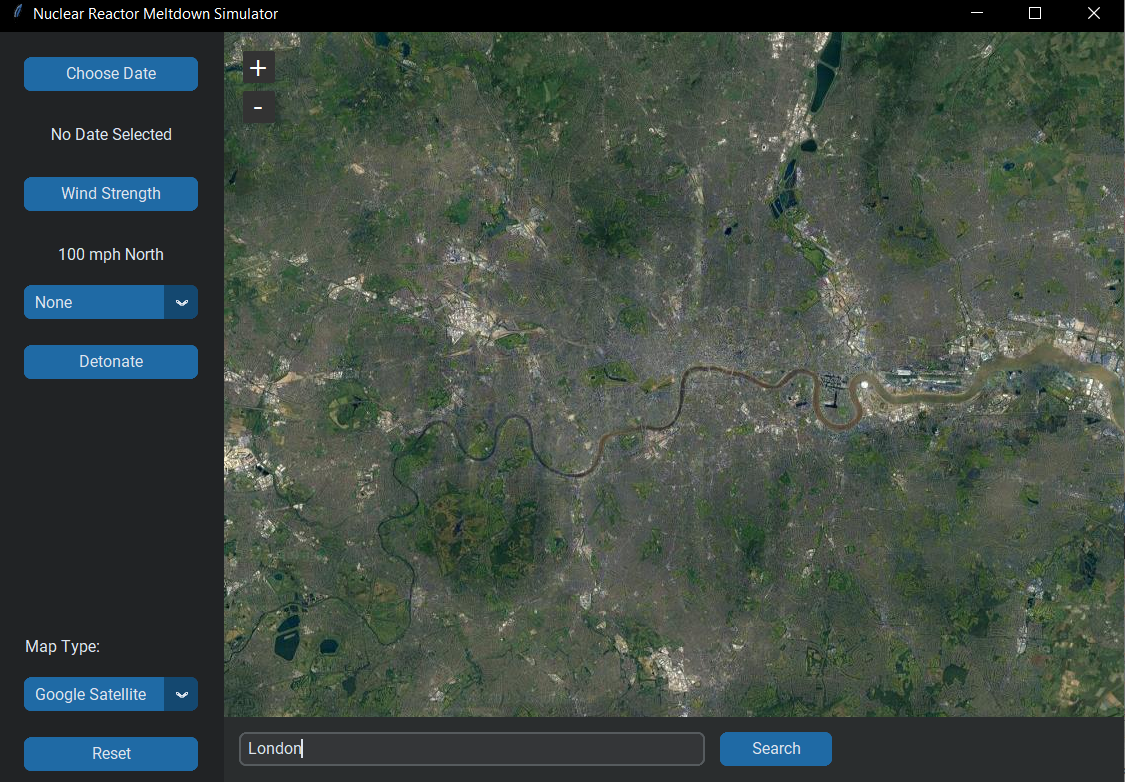 Nuclear Reactor Meltdown Simulator
Choose Date
No Date Selected
Wind Strength
100 mph North
None
Detonate
Map Type:
Google Satellite
Reset
+
-
London
Search